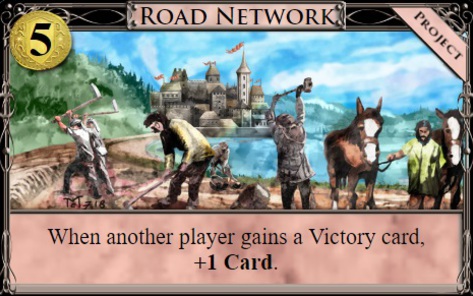 ROAD NETWORK
PROJECT
5
When another player gains a Victory card,
+1 Card.